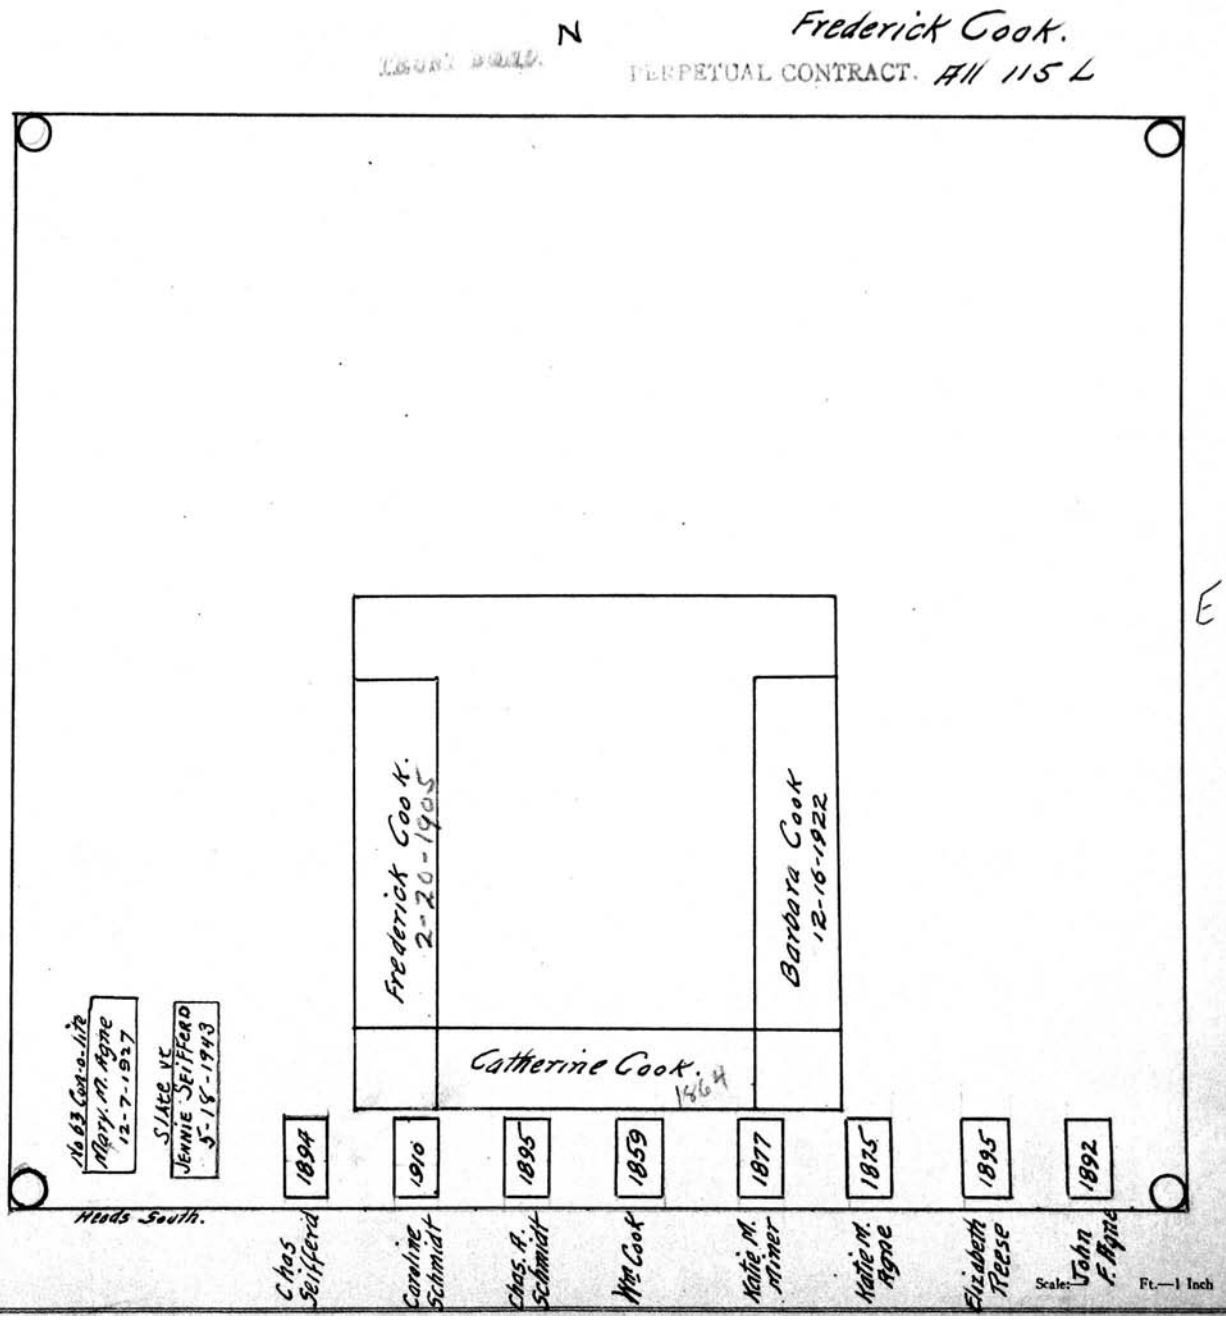 Frederick Cook.
N
PERPETUAL CONTRACT. All 115 L
E
Frederick Cook.
2-20-1905
Barbara Cook
12-16-1922
Catherine Cook.
1864
No 63 Con-o-lite
Mary. M. Agne
12-7-1927
Slate vt
JENNIE SEIFFERD
5-18-1943
1894
1910
1895
1859
1877
1875
1895
1892
Heads South.
Chas
Seifferd
Caroline
Schmidt
Chas. A.
Schmidt
Wm Cook
Katie M.
Miner
Katie M.
Agne
Elizabeth
Reese
John
F. Agne
Scale: Ft.—1 Inch